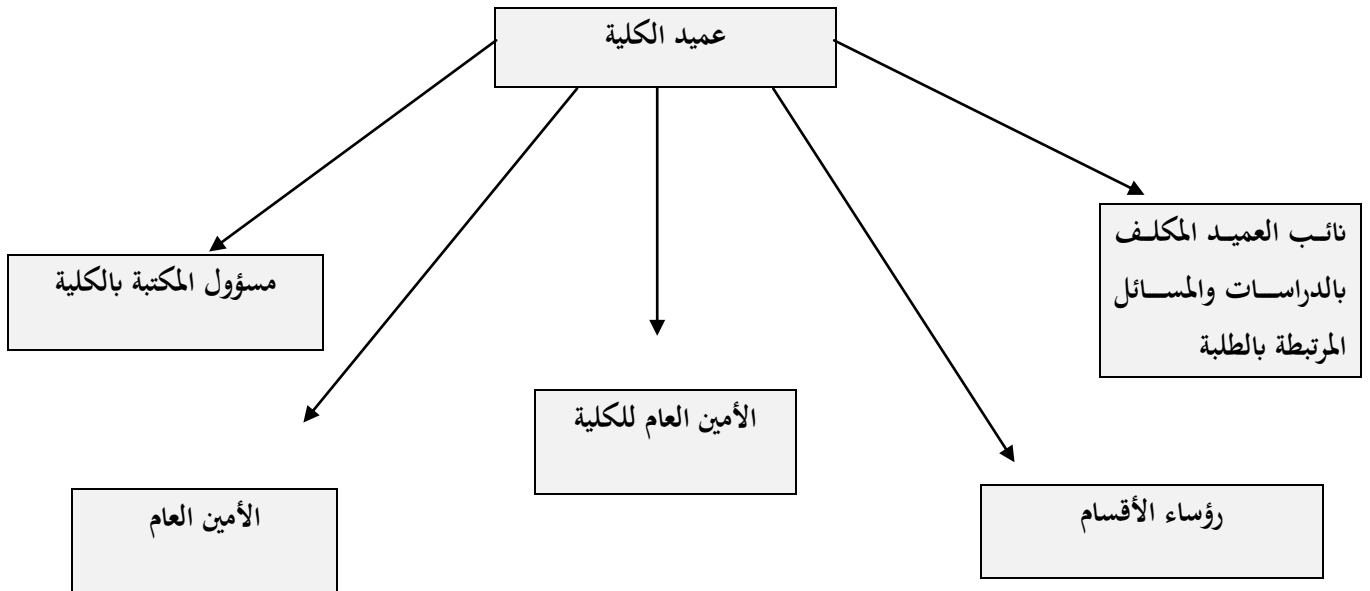 عميد الكلية
نائب العميد المكلف
بالدراسات والمسائل
المرتبطة بالطلبة
مسؤول المكتبة بالكلية
الأمين العام للكلية
رؤساء الأقسام
الأمين العام